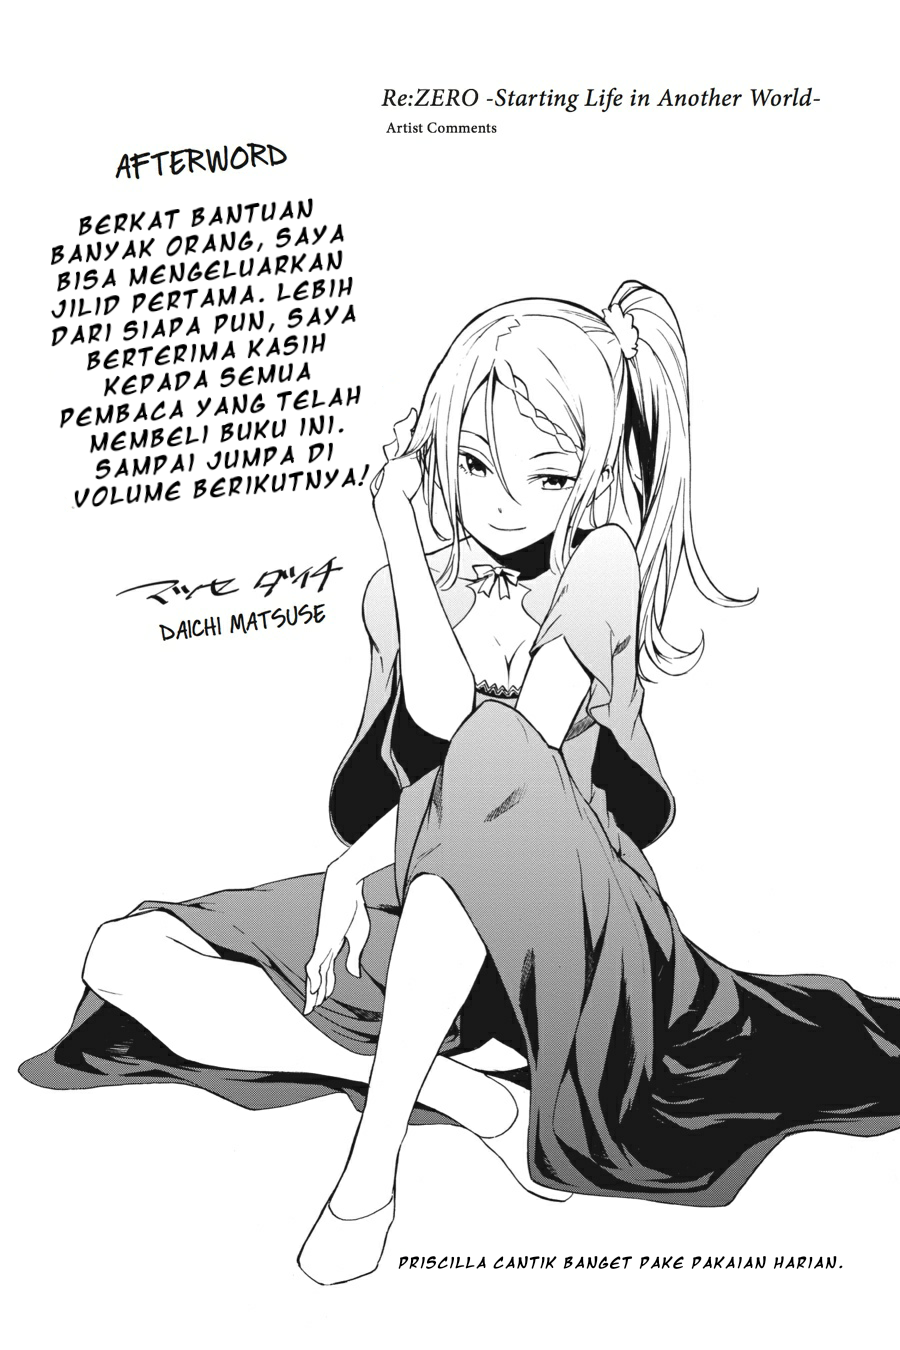 Re:ZERO -Starting Life in Another World-
Artist Comments
AFTERWORD
BERKAT BANTUAN
BANYAK ORANG, SAYA
BISA MENGELUARKAN
JILID PERTAMA. LEBIH
DARI SIAPA PUN, SAYA
BERTERIMA KASIH
KEPADA SEMUA
PEMBACA YANG TELAH
MEMBELI BUKU INI.
SAMPAI JUMPA DI
VOLUME BERIKUTNYA!
マツセ ダイチ
DAICHI MATSUSE
PRISCILLA CANTIK BANGET PAKE PAKAIAN HARIAN.